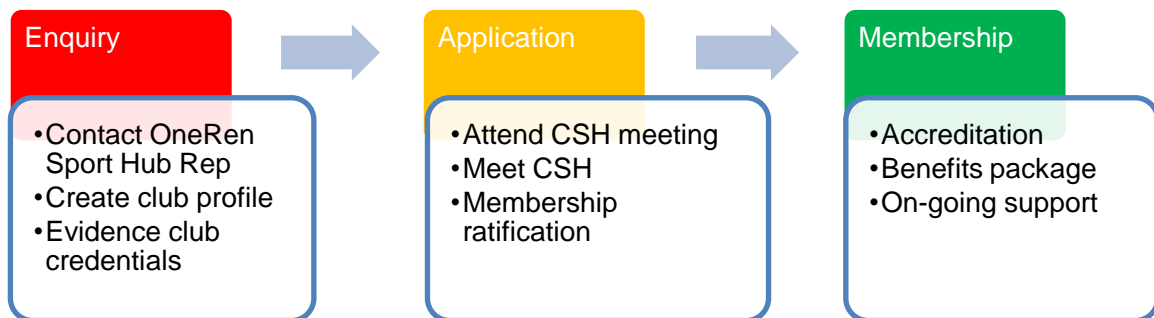 Enquiry
•Contact OneRen
Sport Hub Rep
•Create club profile
•Evidence club
credentials
Application
•Attend CSH meeting
•Meet CSH
•Membership
ratification
Membership
•Accreditation
•Benefits package
•On-going support